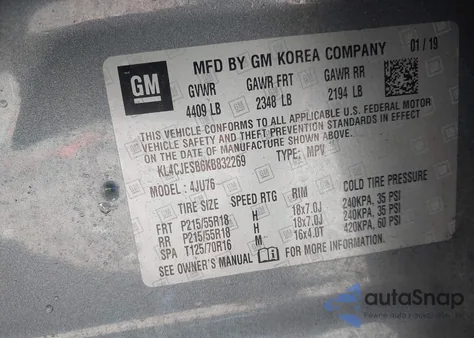 GM
MFD BY GM KOREA COMPANY 01/19
GVWR GAWR FRT GAWR RR
4409 LB 2348 LB 2194 LB
THIS VEHICLE CONFORMS TO ALL APPLICABLE U.S. FEDERAL MOTOR
VEHICLE SAFETY AND THEFT PREVENTION STANDARDS IN EFFECT ON
THE DATE OF MANUFACTURE SHOWN ABOVE.
KL4CJESB6KB832269 TYPE: MPV
MODEL: 4JU76
TIRE SIZE SPEED RTG RIM COLD TIRE PRESSURE
FRT P215/55R18 H 18x7.0J 240KPA, 35 PSI
RR P215/55R18 H 18x7.0J 240KPA, 35 PSI
SPA T125/70R16 M 16x4.0T 420KPA, 60 PSI
SEE OWNER'S MANUAL FOR MORE INFORMATION.
autaSnap